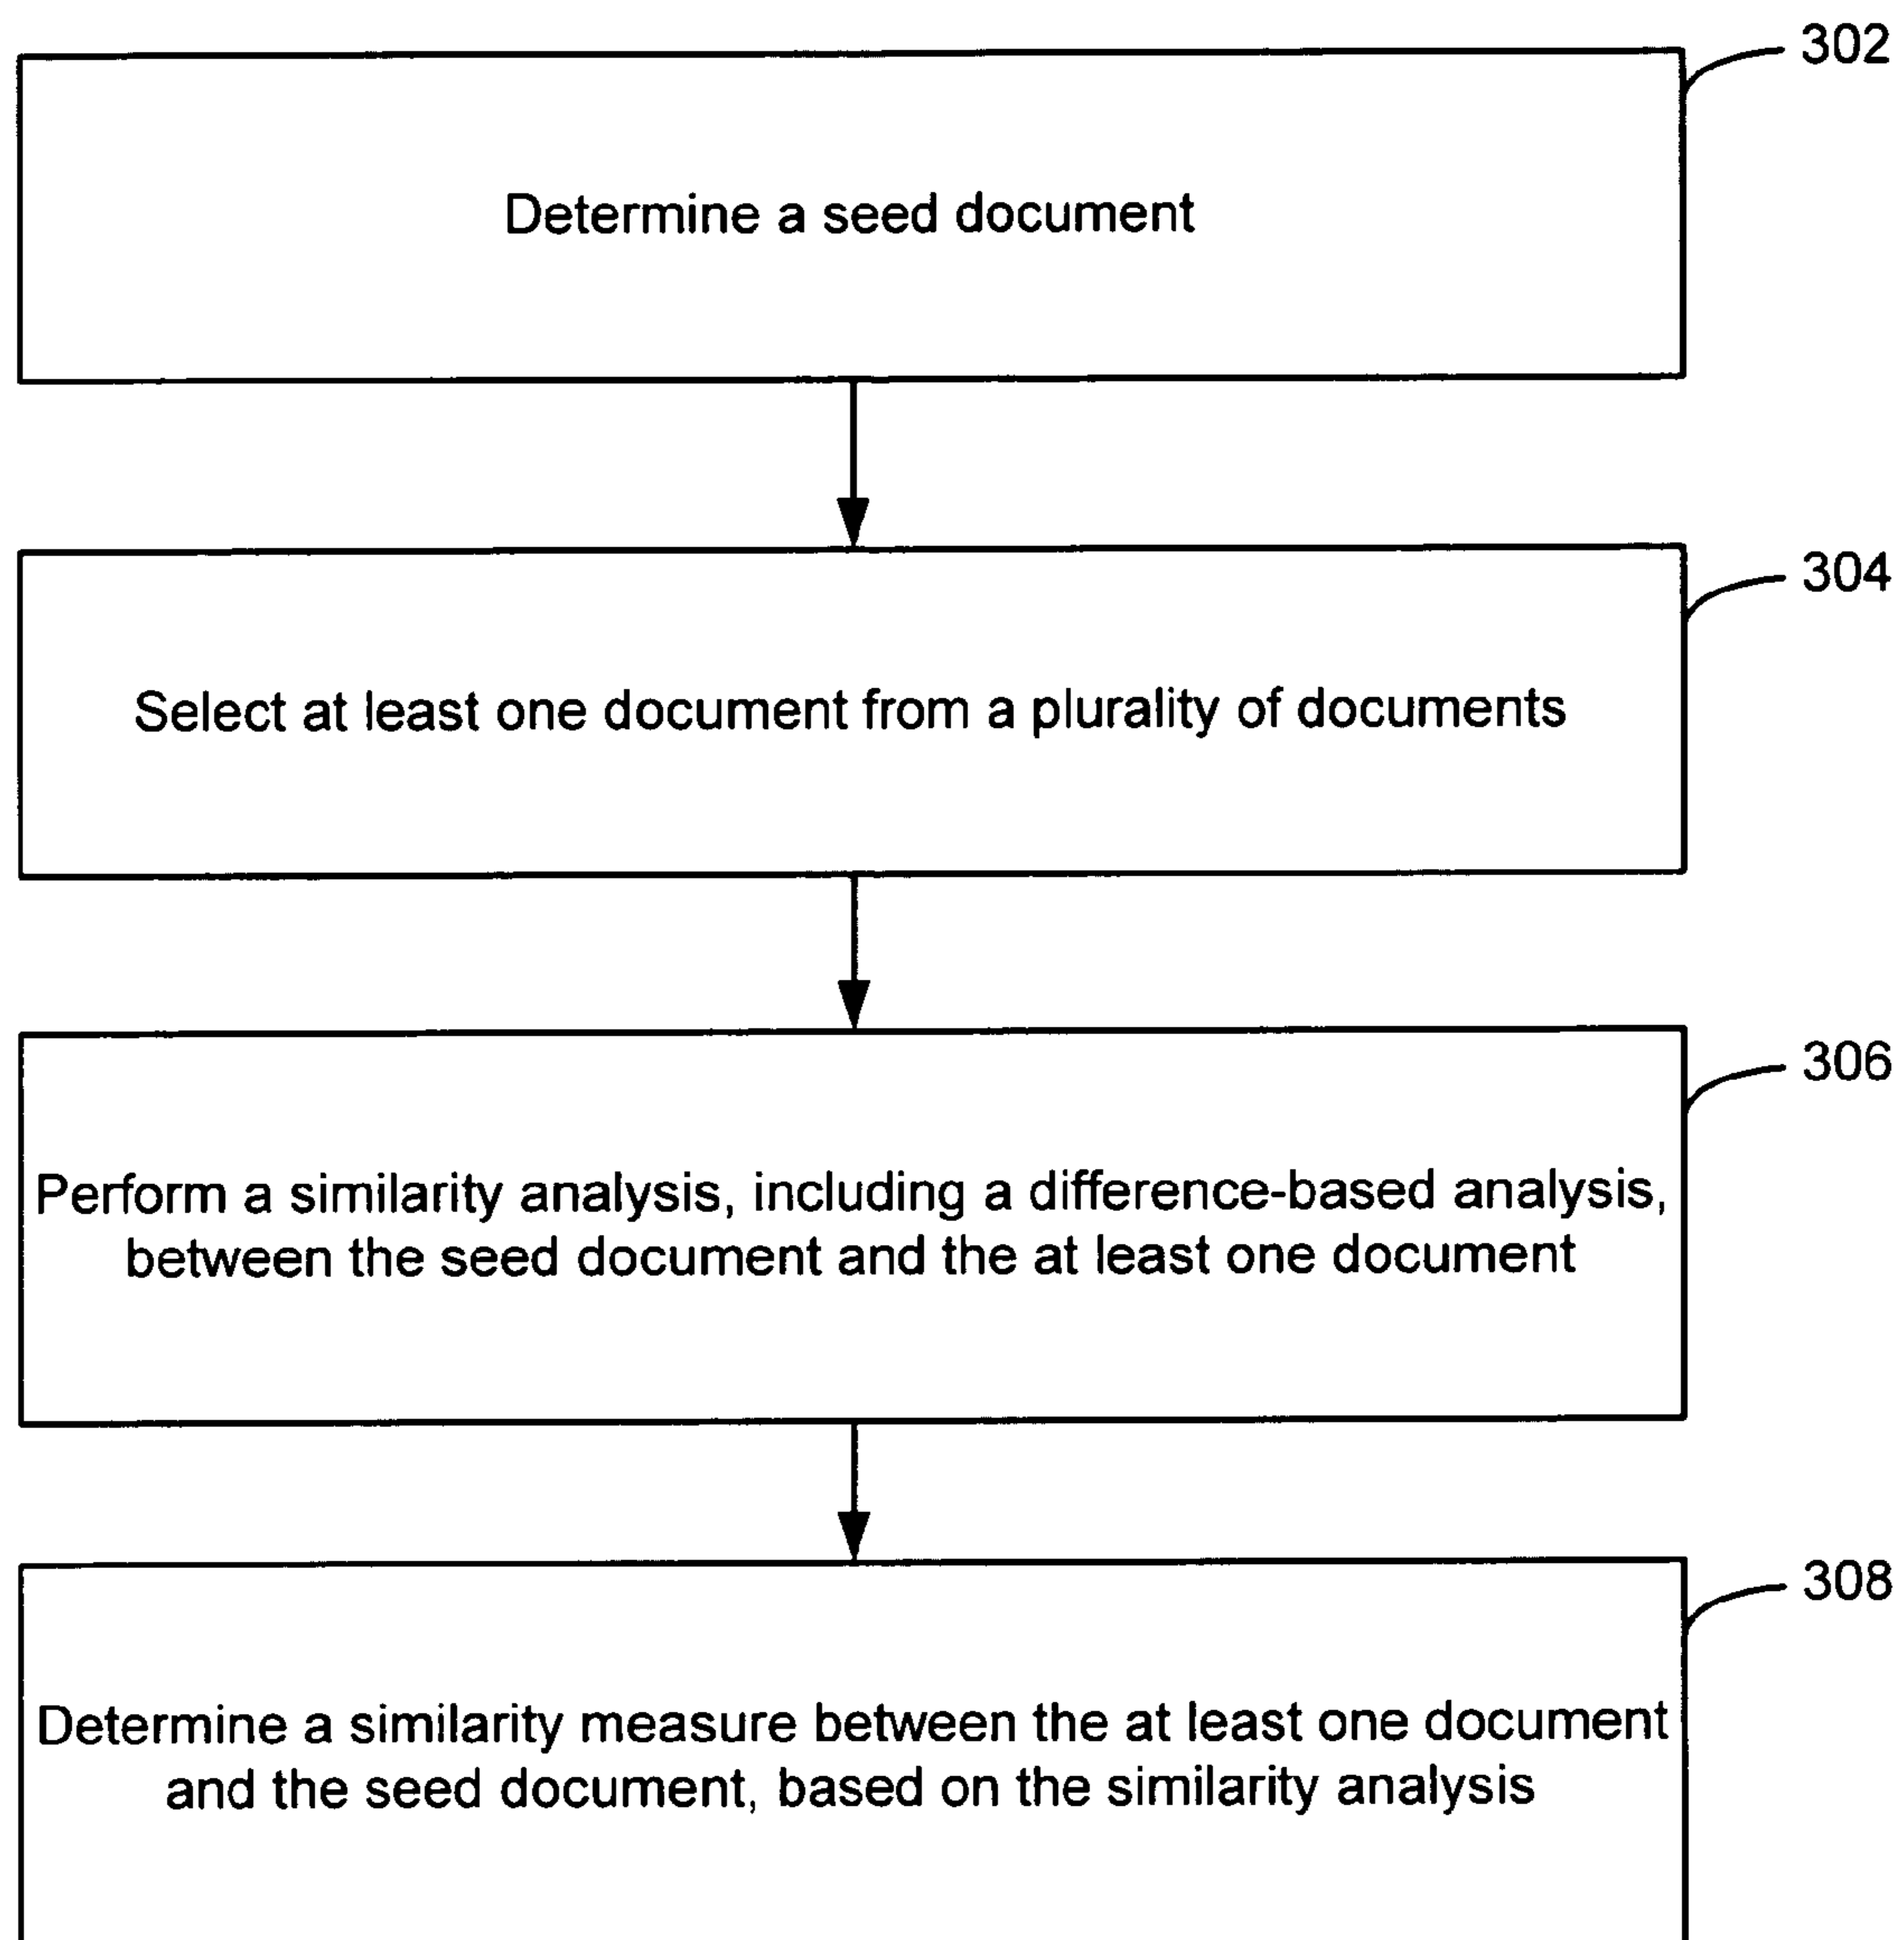 302
Determine a seed document
304
Select at least one document from a plurality of documents
306
Perform a similarity analysis, including a difference-based analysis,
between the seed document and the at least one document
308
Determine a similarity measure between the at least one document
and the seed document, based on the similarity analysis